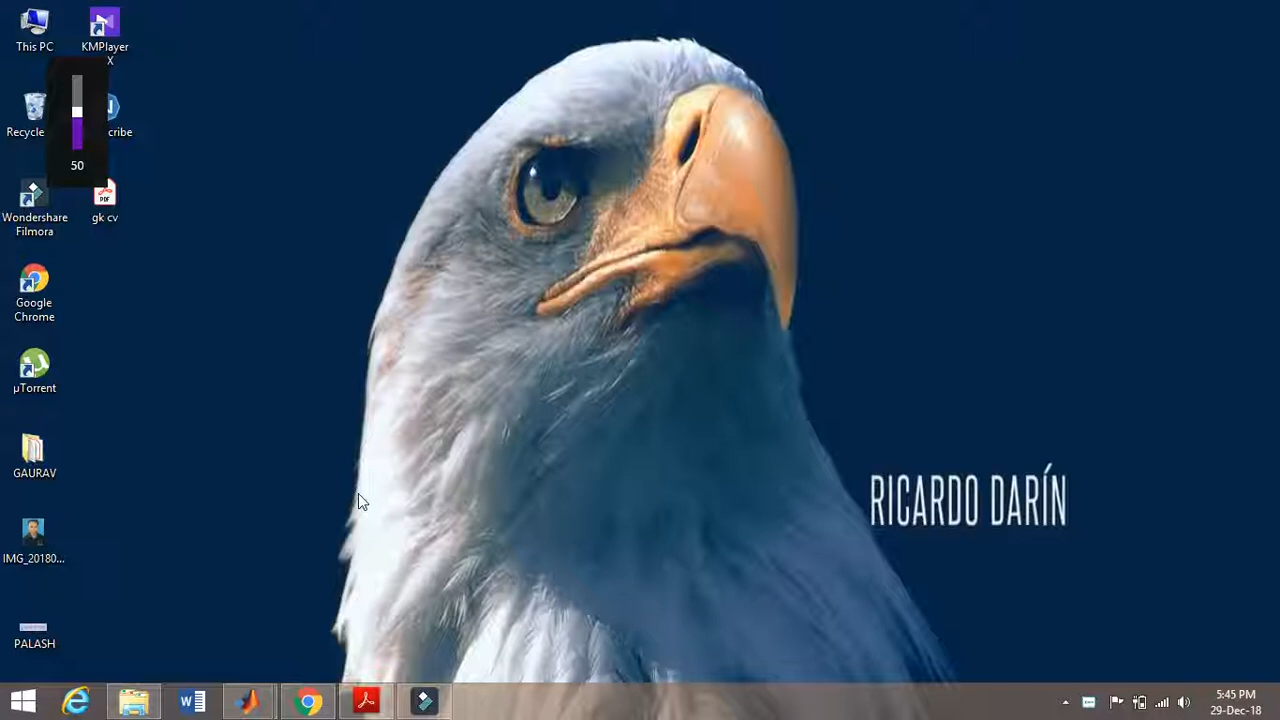 This PC
KMPlayer
X
Recycle
cribe
50
Wondershare
Filmora
PDF
gk cv
Google
Chrome
µTorrent
GAURAV
IMG_20180...
PALASH
RICARDO DARÍN
5:45 PM
29-Dec-18